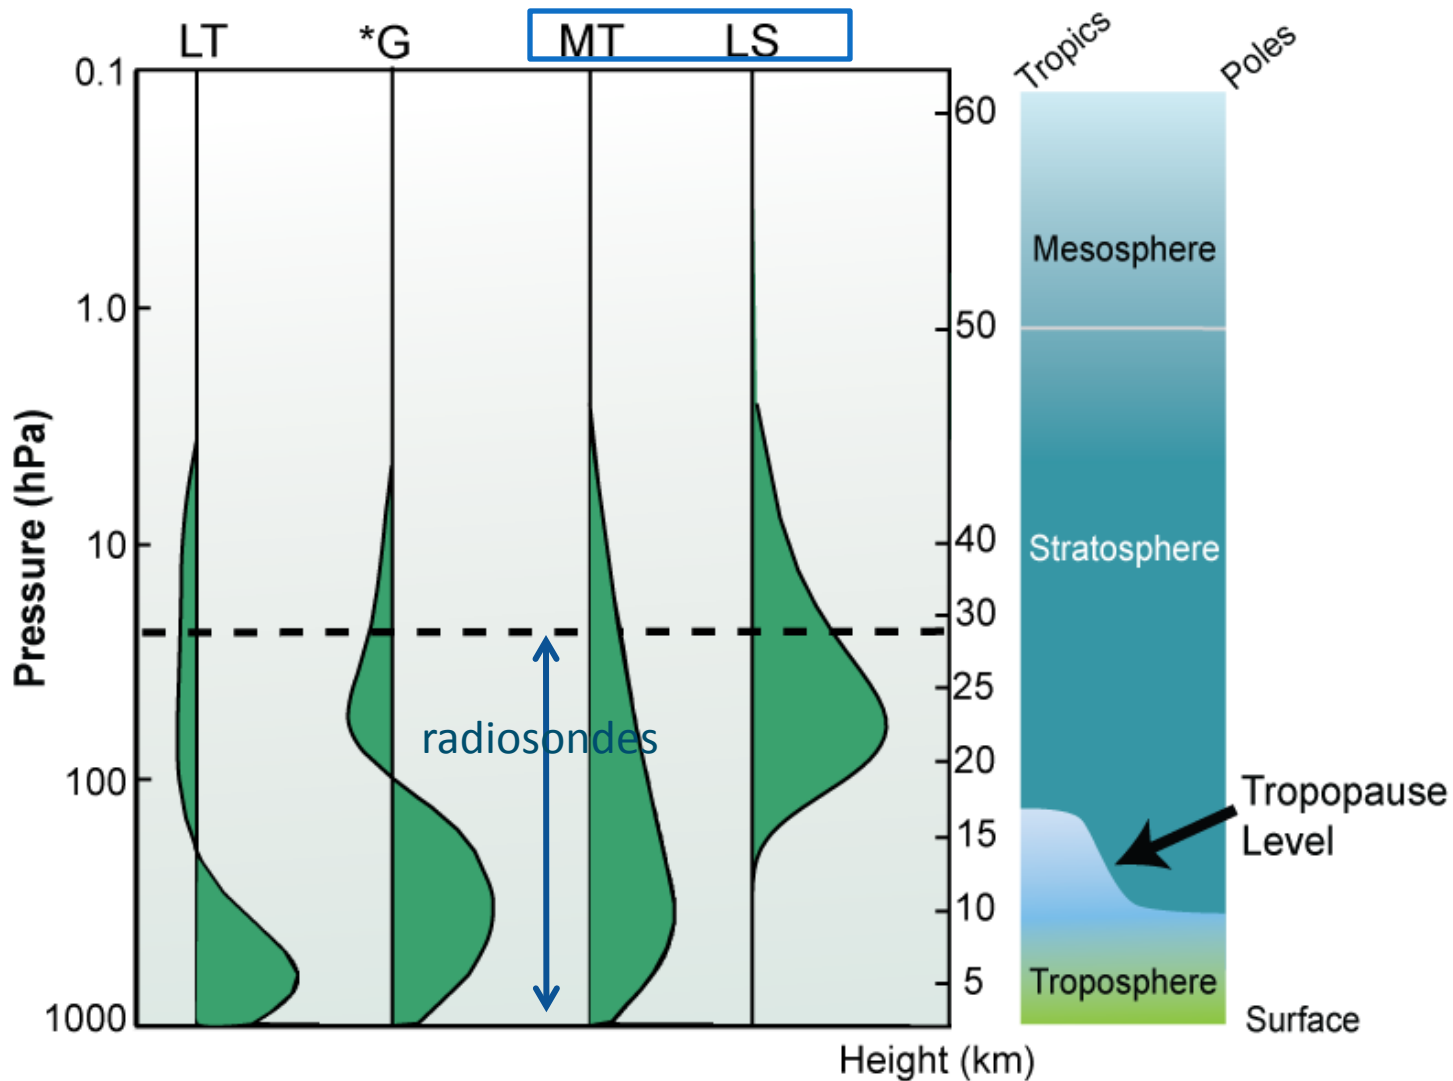 LT *G MT LS
Tropics
Poles
0.1
1.0
10
100
1000
Pressure (hPa)
60
50
40
30
25
20
15
10
5
Height (km)
radiosondes
Mesosphere
Stratosphere
Troposphere
Tropopause
Level
Surface